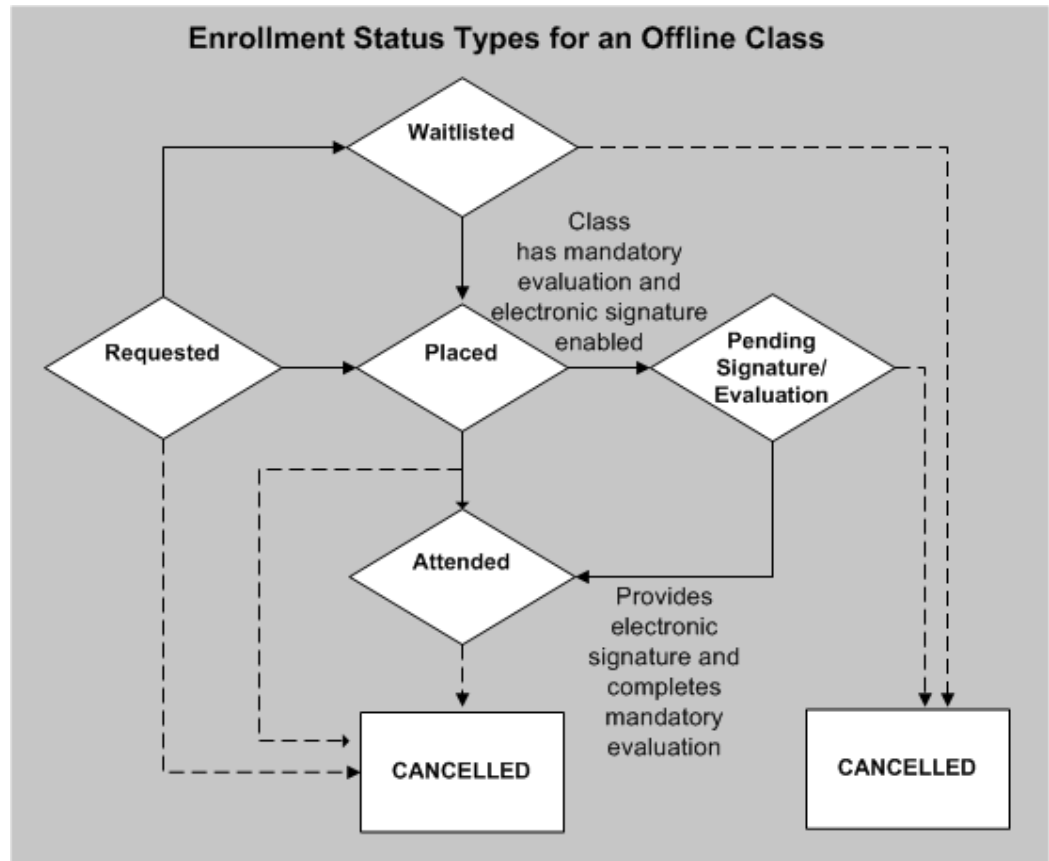 Enrollment Status Types for an Offline Class
Waitlisted
Class
has mandatory
evaluation and
electronic signature
enabled
Requested
Placed
Pending
Signature/
Evaluation
Attended
Provides
electronic
signature and
completes
mandatory
evaluation
CANCELLED
CANCELLED